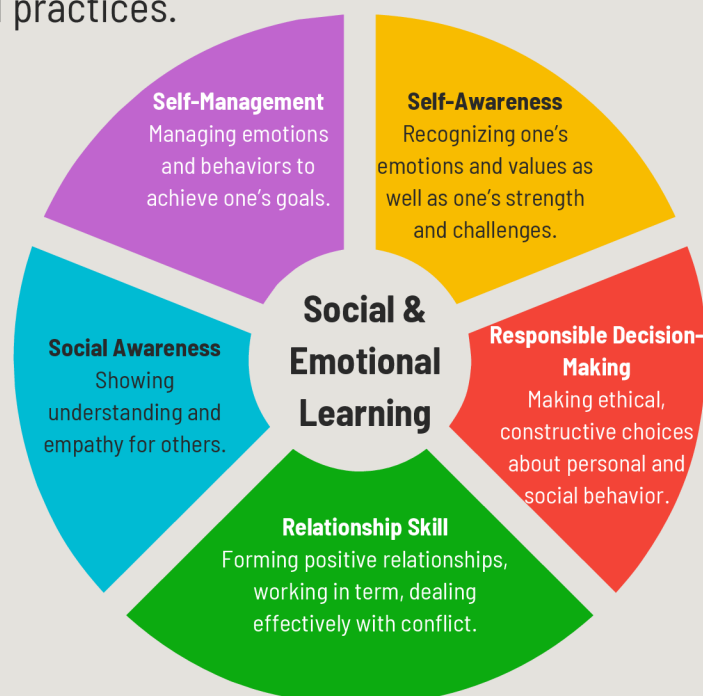 practices.
Self-Management
Managing emotions
and behaviors to
achieve one's goals.
Self-Awareness
Recognizing one's
emotions and values as
well as one's strength
and challenges.
Social &
Emotional
Learning
Social Awareness
Showing
understanding and
empathy for others.
Responsible Decision-
Making
Making ethical,
constructive choices
about personal and
social behavior.
Relationship Skill
Forming positive relationships,
working in term, dealing
effectively with conflict.